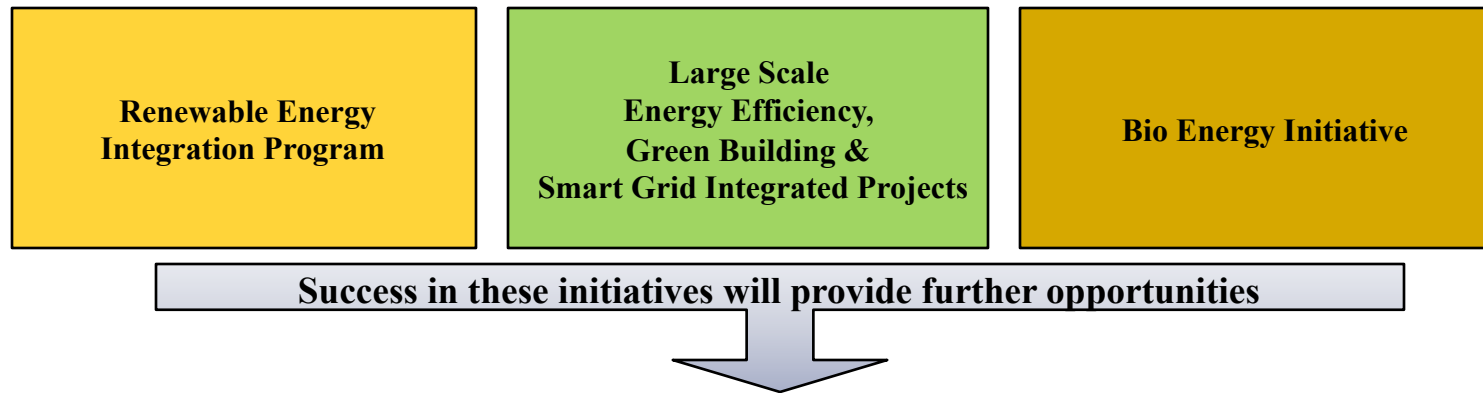 Renewable Energy
Integration Program
Large Scale
Energy Efficiency,
Green Building &
Smart Grid Integrated Projects
Bio Energy Initiative
Success in these initiatives will provide further opportunities